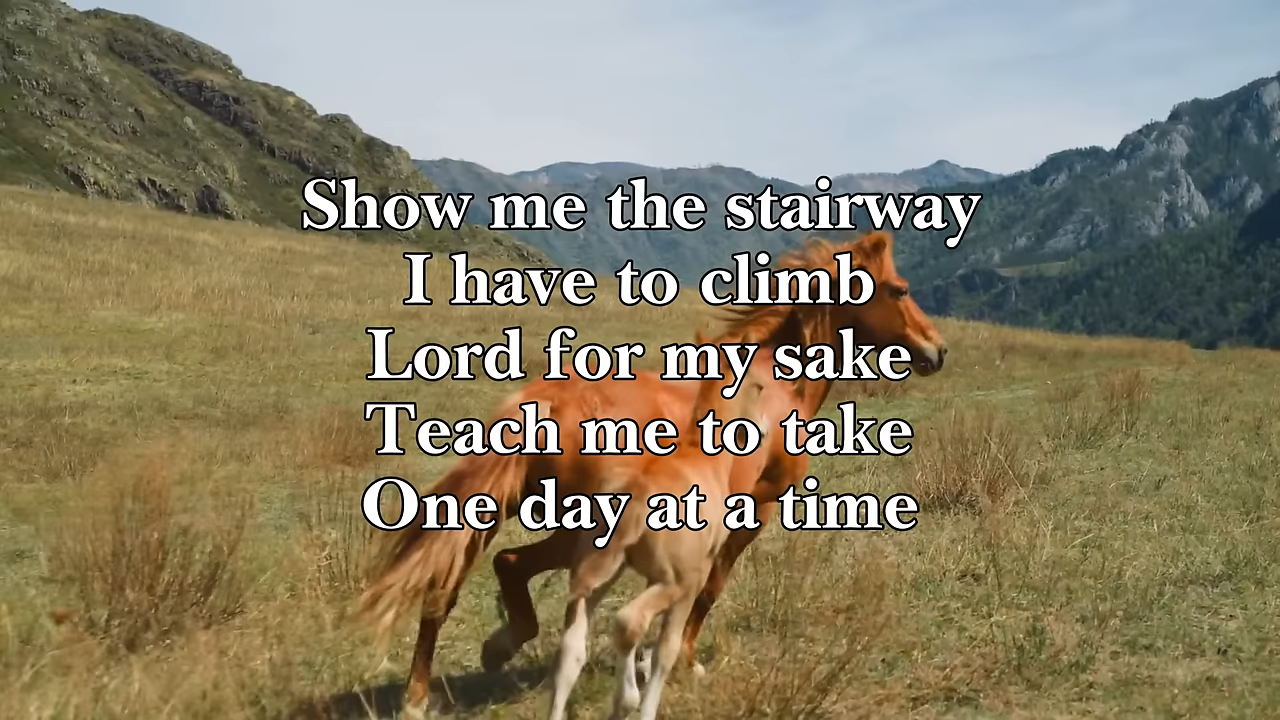 Show me the stairway
I have to climb
Lord for my sake
Teach me to take
One day at a time